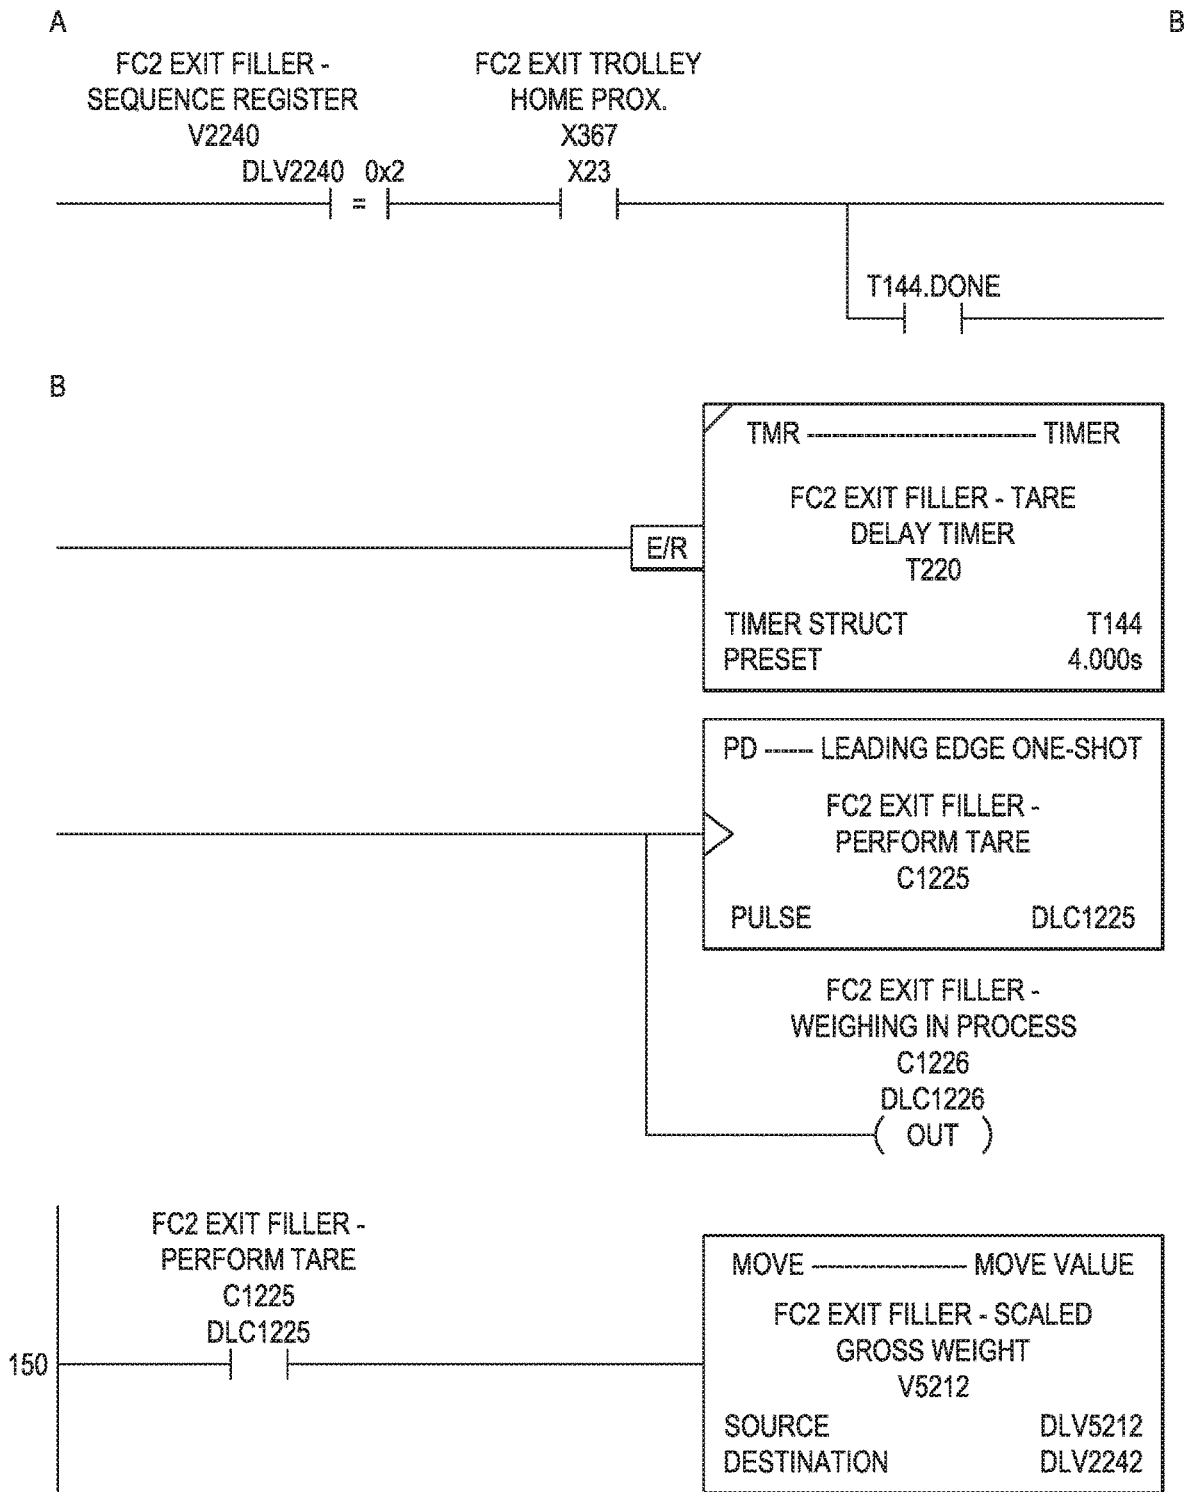 A
B
FC2 EXIT FILLER -
SEQUENCE REGISTER
V2240
DLV2240 0x2
=
FC2 EXIT TROLLEY
HOME PROX.
X367
X23
T144.DONE
B
TMR ---------------------------- TIMER
E/R
FC2 EXIT FILLER - TARE
DELAY TIMER
T220
TIMER STRUCT T144
PRESET 4.000s
PD ------ LEADING EDGE ONE-SHOT
FC2 EXIT FILLER -
PERFORM TARE
C1225
PULSE DLC1225
FC2 EXIT FILLER -
WEIGHING IN PROCESS
C1226
DLC1226
( OUT )
FC2 EXIT FILLER -
PERFORM TARE
C1225
DLC1225
150
MOVE ------------------- MOVE VALUE
FC2 EXIT FILLER - SCALED
GROSS WEIGHT
V5212
SOURCE DLV5212
DESTINATION DLV2242